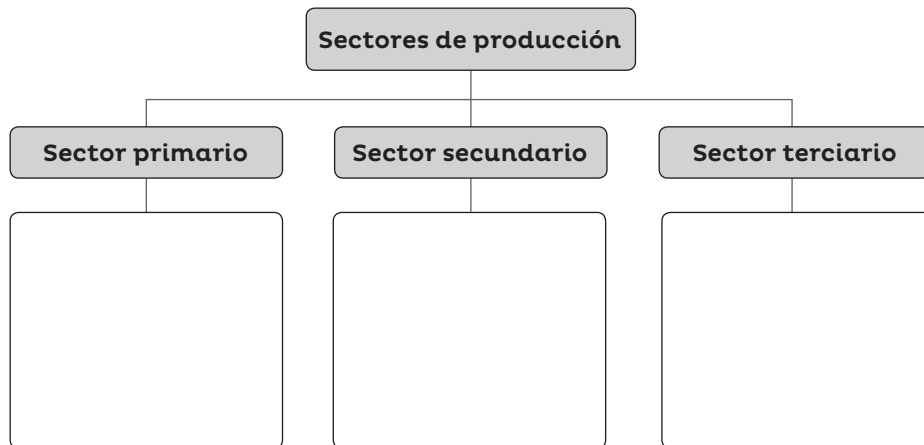 Sectores de producción
Sector primario
Sector secundario
Sector terciario